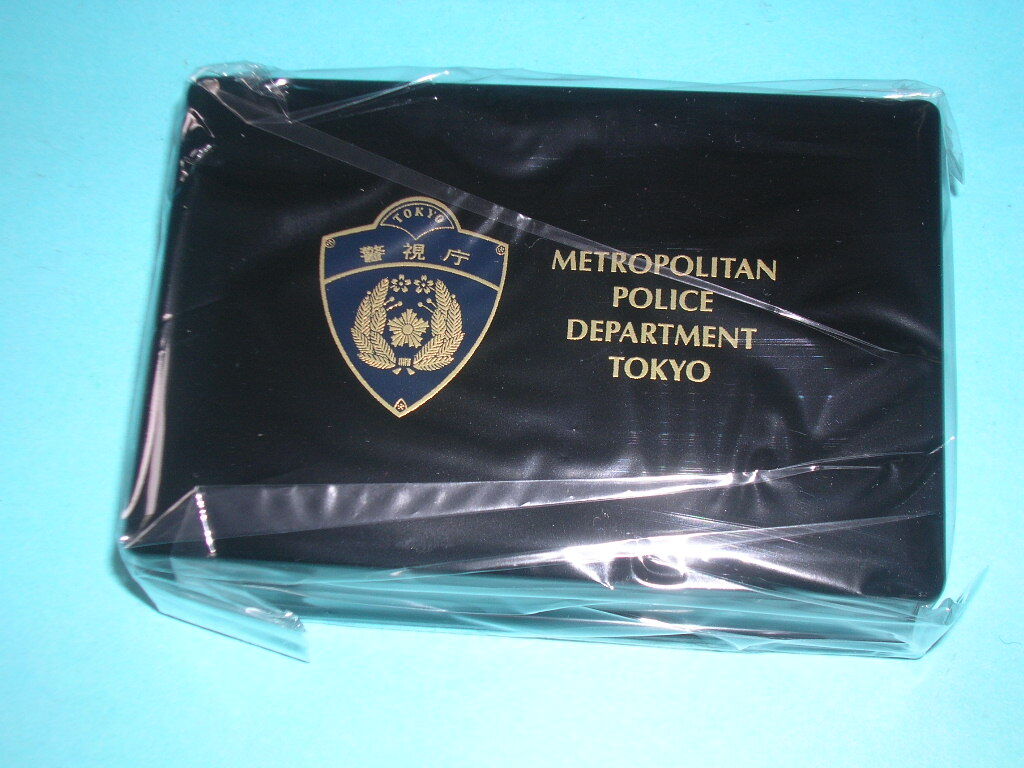 TOKYO
警視庁
METROPOLITAN
POLICE
DEPARTMENT
TOKYO